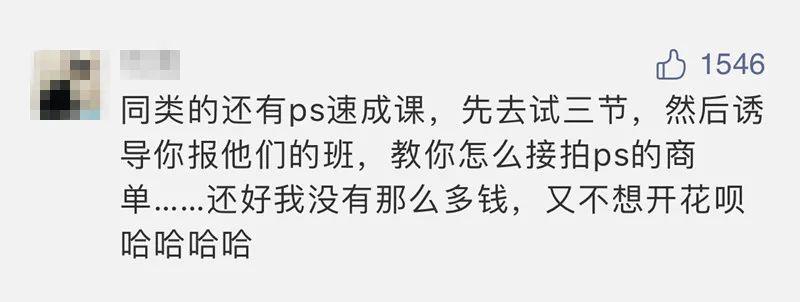 1546
同类的还有ps速成课，先去试三节，然后诱
导你报他们的班，教你怎么接拍ps的商
单……还好我没有那么多钱，又不想开花呗
哈哈哈哈